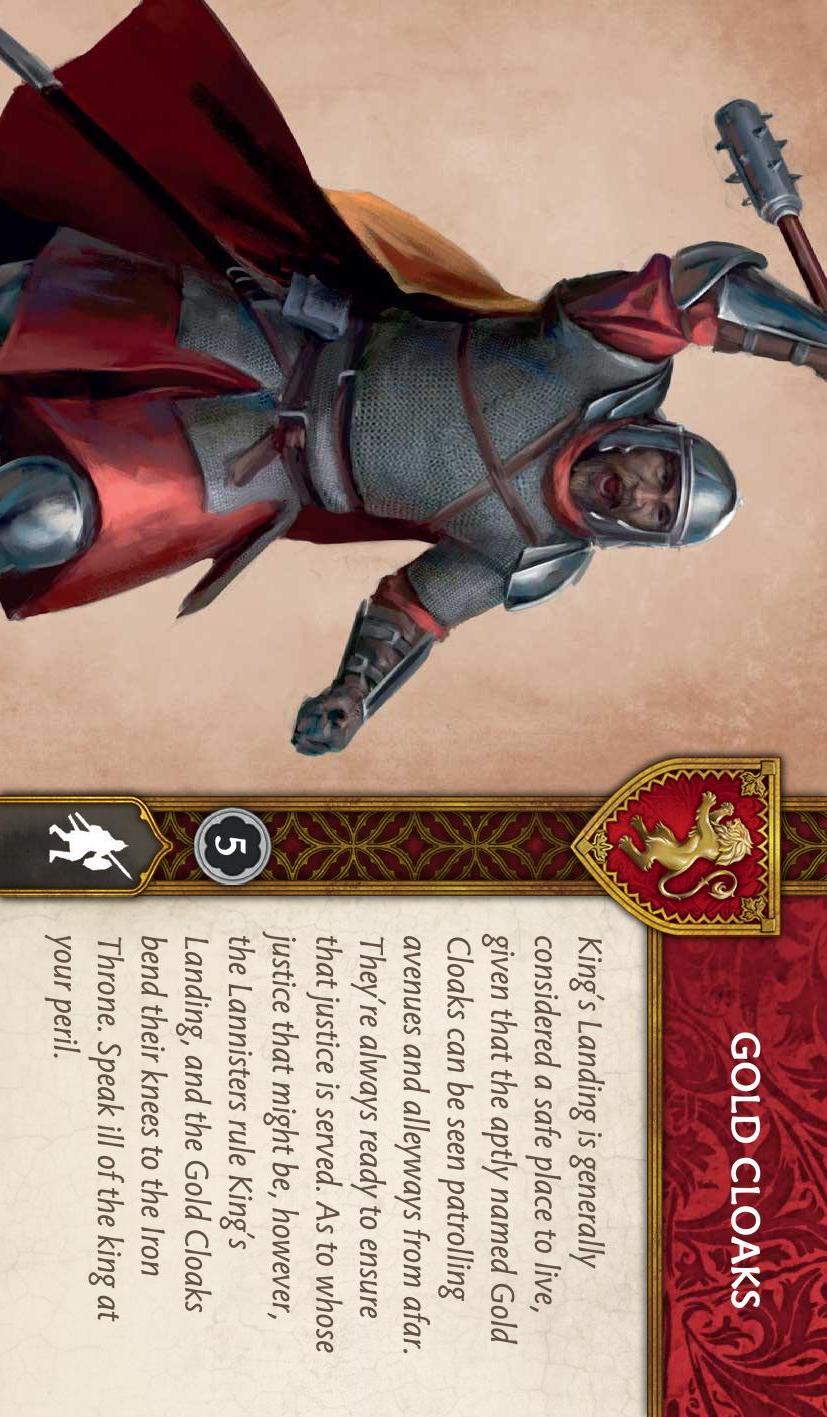 GOLD CLOAKS
King's Landing is generally
considered a safe place to live,
given that the aptly named Gold
Cloaks can be seen patrolling
avenues and alleyways from afar.
They're always ready to ensure
that justice is served. As to whose
justice that might be, however,
the Lannisters rule King's
Landing, and the Gold Cloaks
bend their knees to the Iron
Throne. Speak ill of the king at
your peril.
5